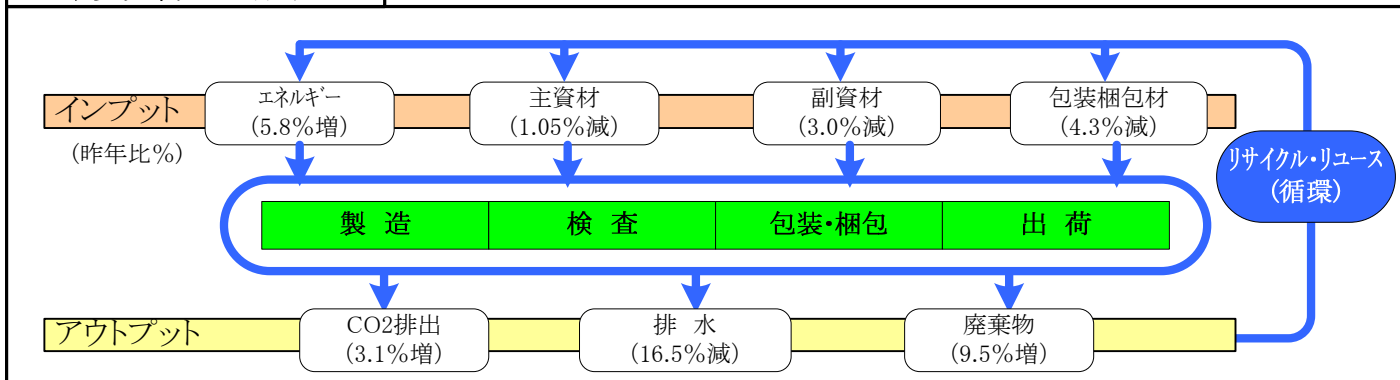 インプット
(昨年比%)
エネルギー
(5.8%増)
主資材
(1.05%減)
副資材
(3.0%減)
包装梱包材
(4.3%減)
リサイクル・リユース
(循環)
製 造
検 査
包装・梱包
出 荷
アウトプット
CO2排出
(3.1%増)
排 水
(16.5%減)
廃棄物
(9.5%増)